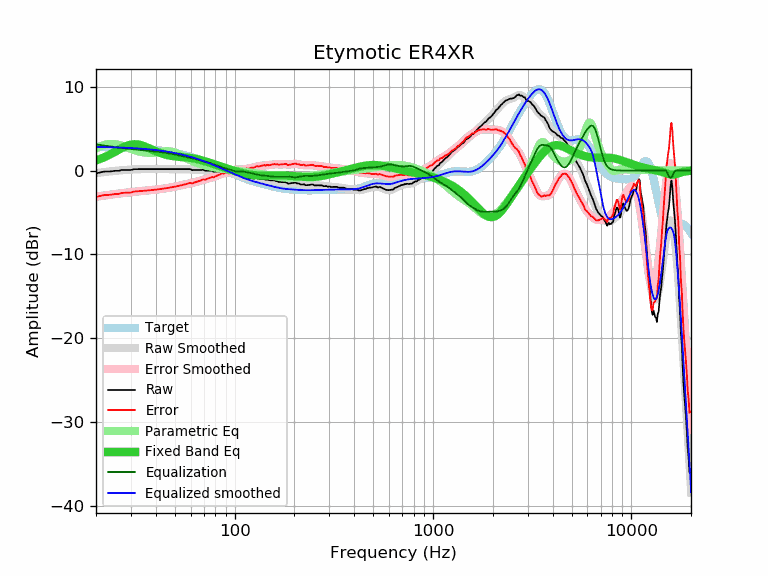 Etymotic ER4XR
Amplitude (dBr)
10
0
−10
−20
−30
−40
Target
Raw Smoothed
Error Smoothed
Raw
Error
Parametric Eq
Fixed Band Eq
Equalization
Equalized smoothed
100
1000
10000
Frequency (Hz)